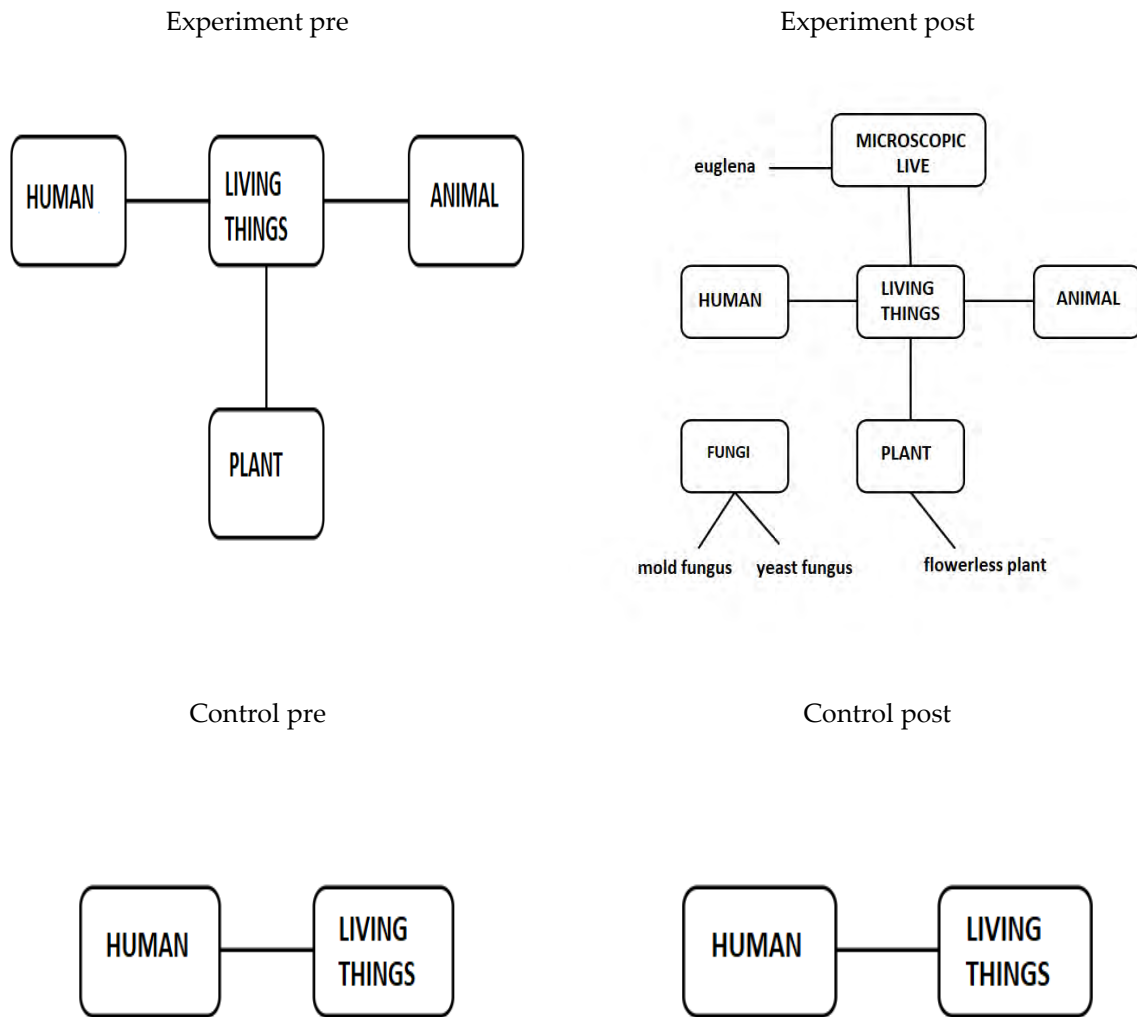 Experiment pre
Experiment post
HUMAN
LIVING
THINGS
ANIMAL
PLANT
MICROSCOPIC
LIVE
euglena
HUMAN
LIVING
THINGS
ANIMAL
FUNGI
PLANT
mold fungus
yeast fungus
flowerless plant
Control pre
Control post
HUMAN
LIVING
THINGS
HUMAN
LIVING
THINGS